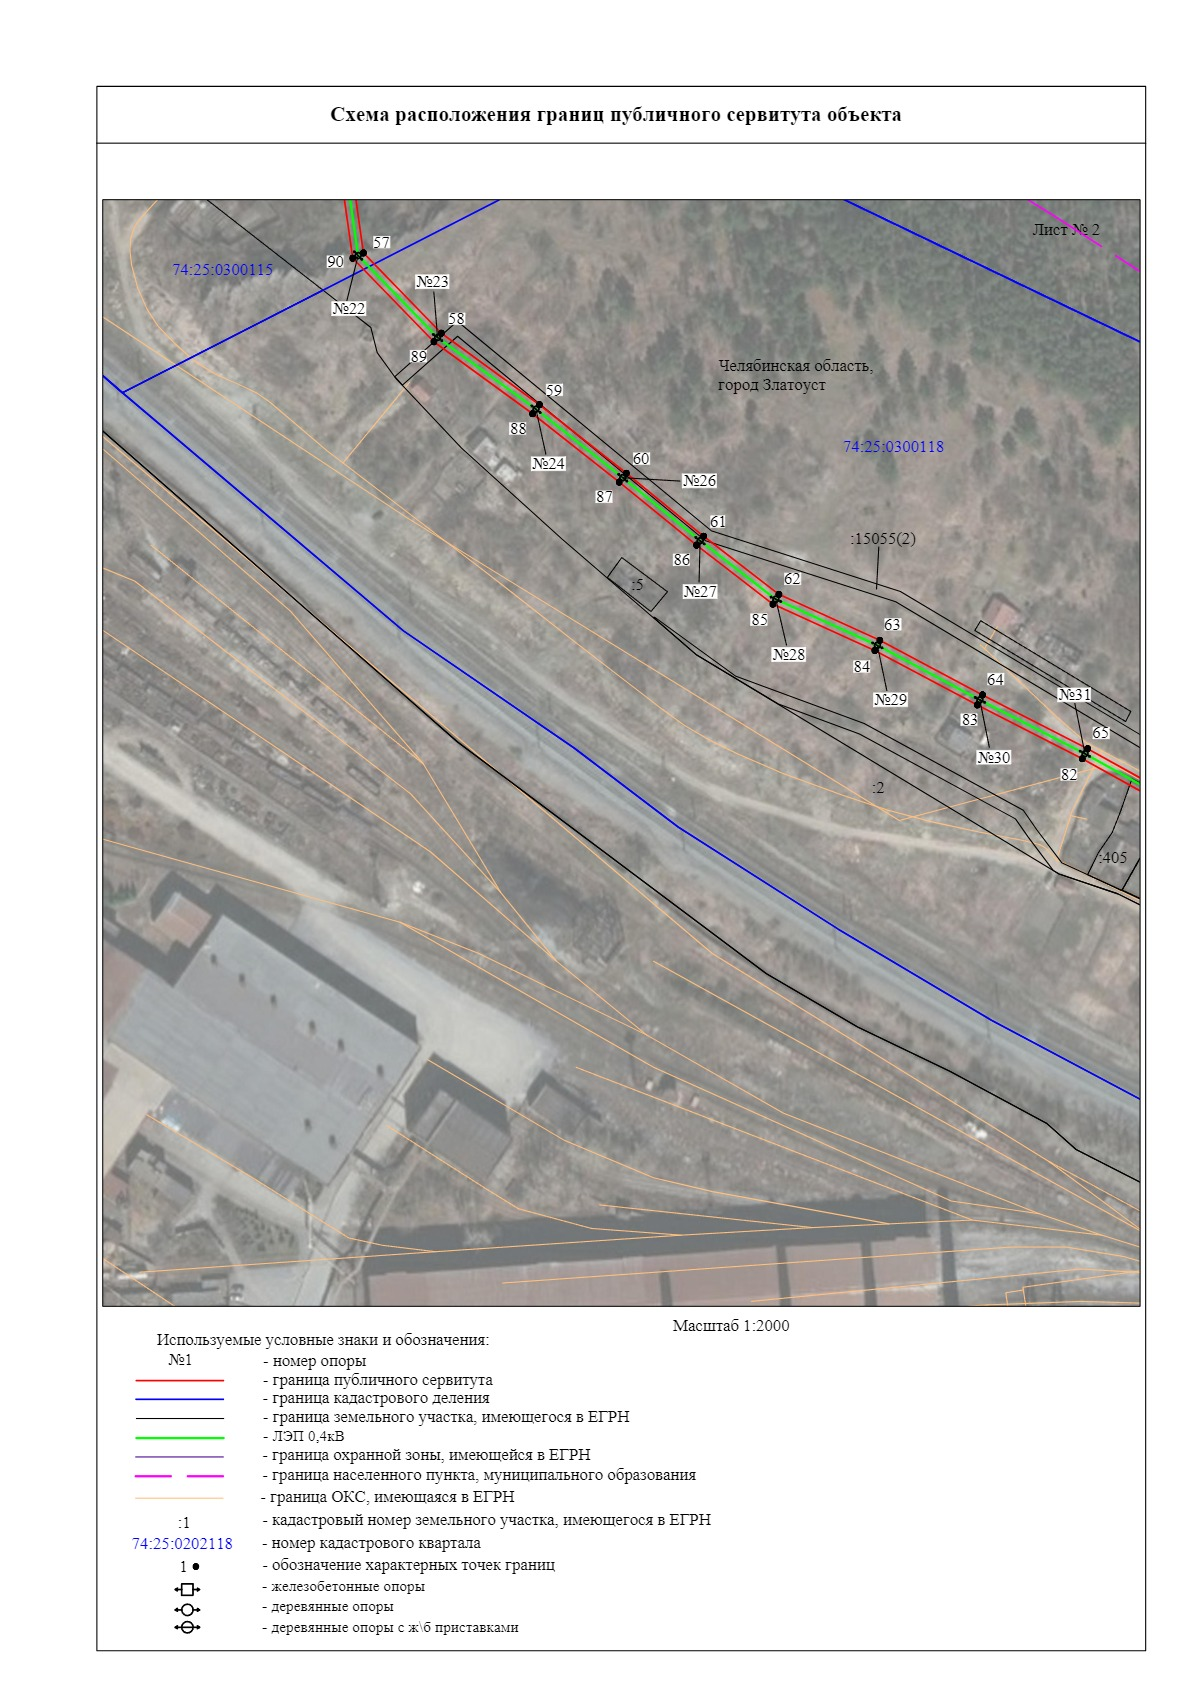 Схема расположения границ публичного сервитута объекта
Лист № 2
57
90
74:25:0300115
№23
№22
58
89
Челябинская область,
город Златоуст
59
88
74:25:0300118
60
№24
№26
87
61
:15055(2)
86
62
:5
№27
85
63
№28
84
64
№31
№29
83
65
№30
82
:2
:405
Масштаб 1:2000
Используемые условные знаки и обозначения:
№1 - номер опоры
- граница публичного сервитута
- граница кадастрового деления
- граница земельного участка, имеющегося в ЕГРН
- ЛЭП 0,4кВ
- граница охранной зоны, имеющейся в ЕГРН
- граница населенного пункта, муниципального образования
- граница ОКС, имеющаяся в ЕГРН
:1 - кадастровый номер земельного участка, имеющегося в ЕГРН
74:25:0202118 - номер кадастрового квартала
1 - обозначение характерных точек границ
- железобетонные опоры
- деревянные опоры
- деревянные опоры с ж\б приставками